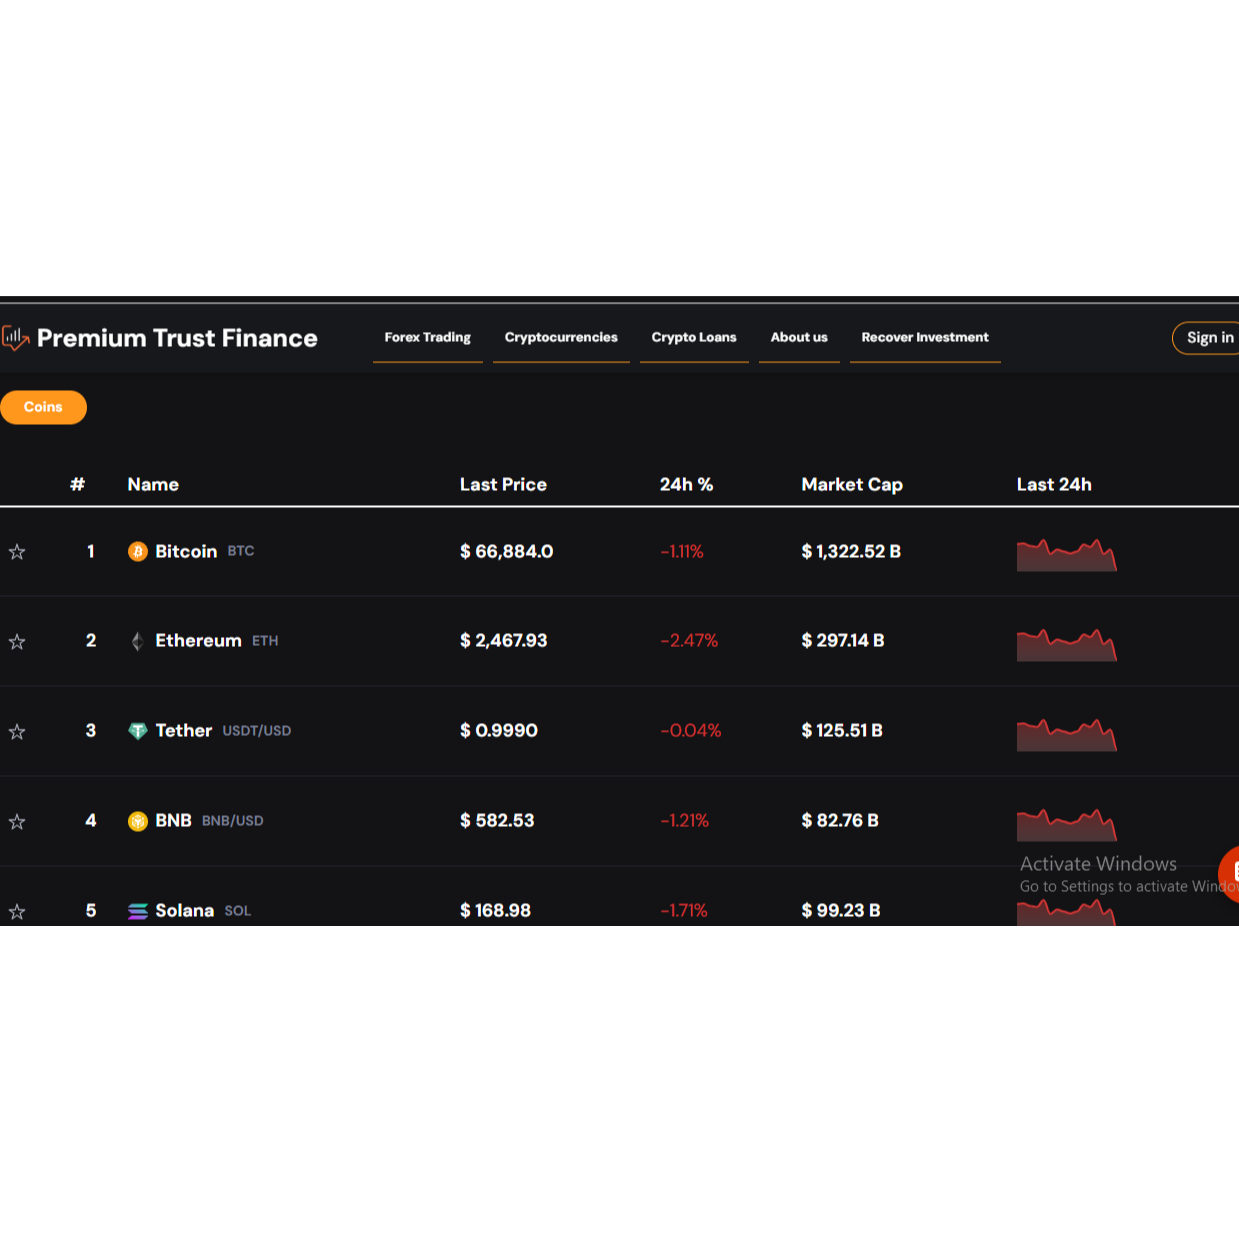 Premium Trust Finance Forex Trading Cryptocurrencies Crypto Loans About us Recover Investment Sign in
Coins
# Name Last Price 24h % Market Cap Last 24h
1 Bitcoin BTC $ 66,884.0 -1.11% $ 1,322.52 B
2 Ethereum ETH $ 2,467.93 -2.47% $ 297.14 B
3 Tether USDT/USD $ 0.9990 -0.04% $ 125.51 B
4 BNB BNB/USD $ 582.53 -1.21% $ 82.76 B
Activate Windows
Go to Settings to activate Windo
5 Solana SOL $ 168.98 -1.71% $ 99.23 B